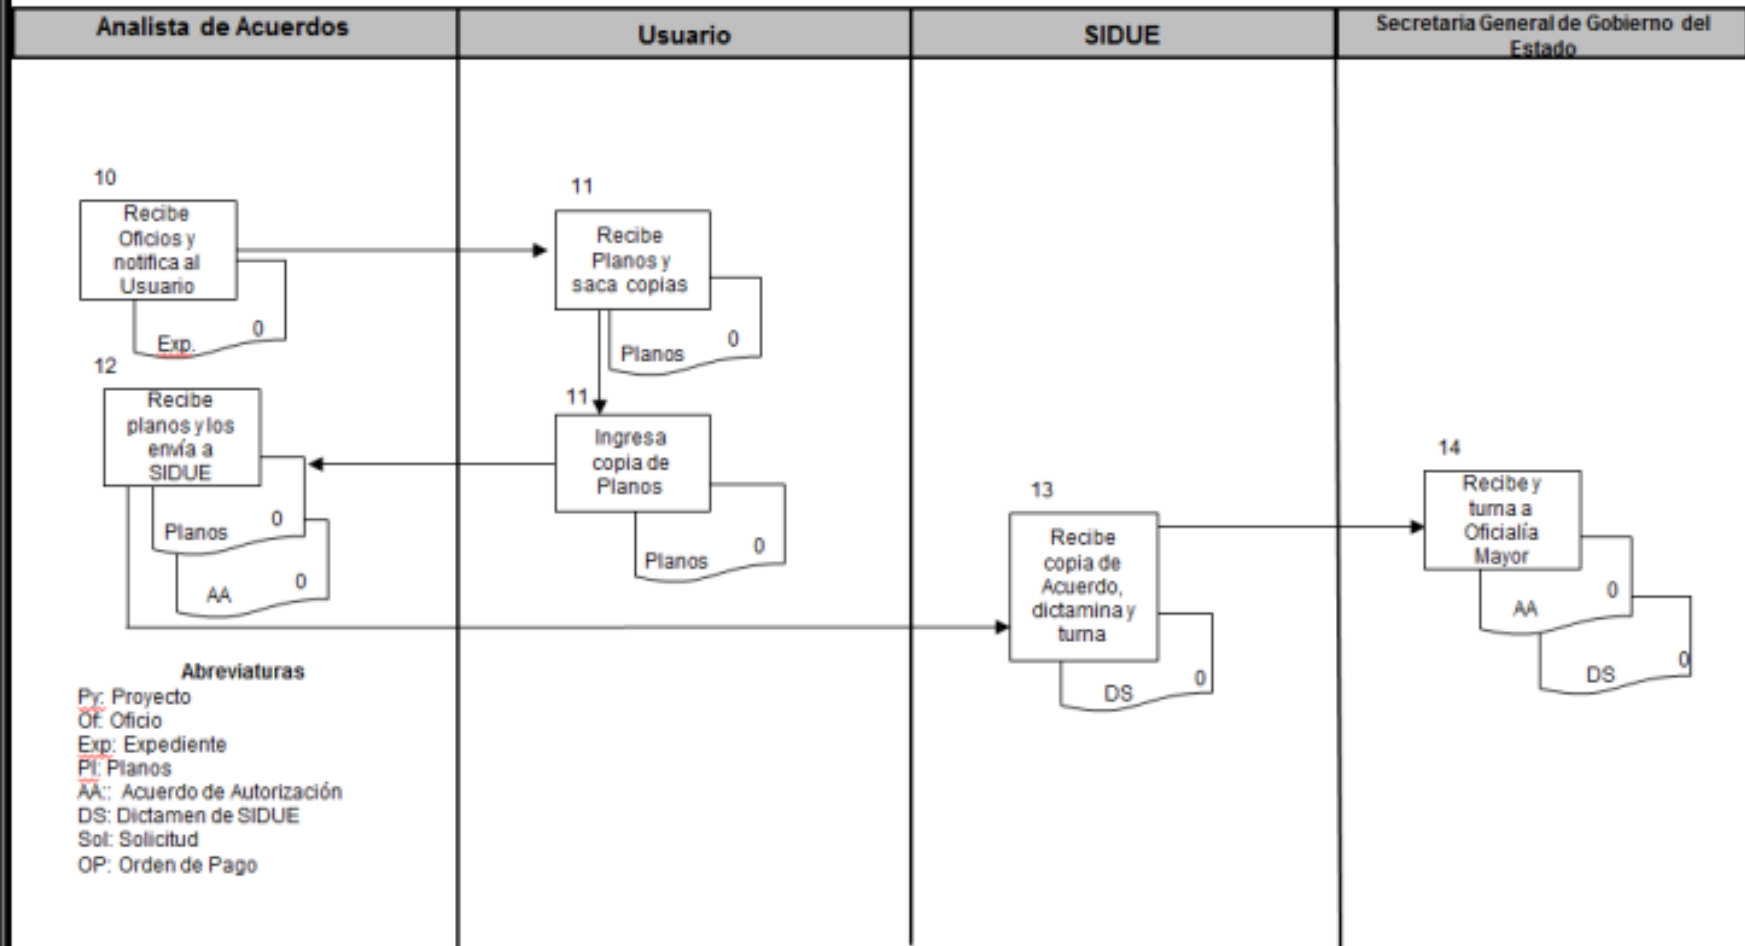 Analista de Acuerdos
Usuario
SIDUE
Secretaria General de Gobierno del
Estado
10
Recibe
Oficios y
notifica al
Usuario
Exp.
0
11
Recibe
Planos y
saca copias
Planos
0
12
Recibe
planos y los
envía a
SIDUE
Planos
0
AA
0
11
Ingresa
copia de
Planos
Planos
0
13
Recibe
copia de
Acuerdo,
dictamina y
turna
DS
0
14
Recibe y
turna a
Oficialía
Mayor
AA
0
DS
0
Abreviaturas
Py: Proyecto
Of: Oficio
Exp: Expediente
Pl: Planos
AA:: Acuerdo de Autorización
DS: Dictamen de SIDUE
Sol: Solicitud
OP: Orden de Pago